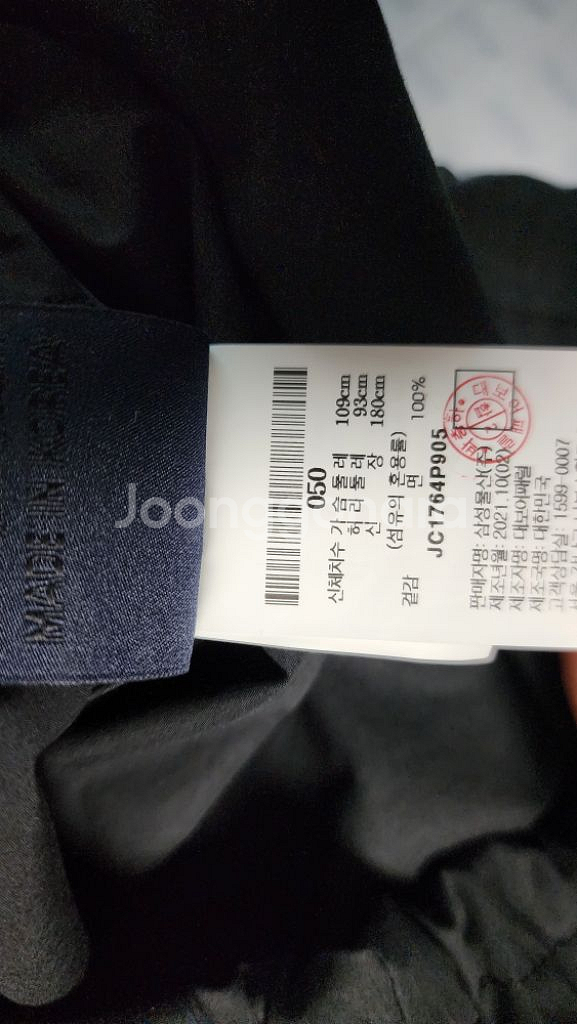 MADE IN KOREA
050
신체치수 가 슴 둘 레 109cm
허 리 둘 레 93cm
신 장 180cm
(섬유의 혼용률)
겉감 면 100%
JC1764P905
판매자명: 삼성물산(주)
제조년월: 2021.10(02)
제조자명: 대보어패럴
제조국명: 대한민국
고객상담실 1599-0007
Joonggonara